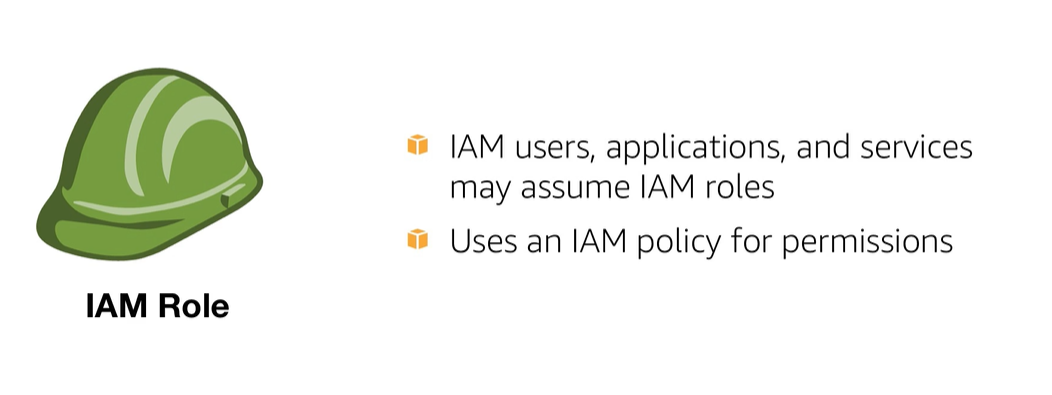 IAM users, applications, and services
may assume IAM roles
Uses an IAM policy for permissions
IAM Role